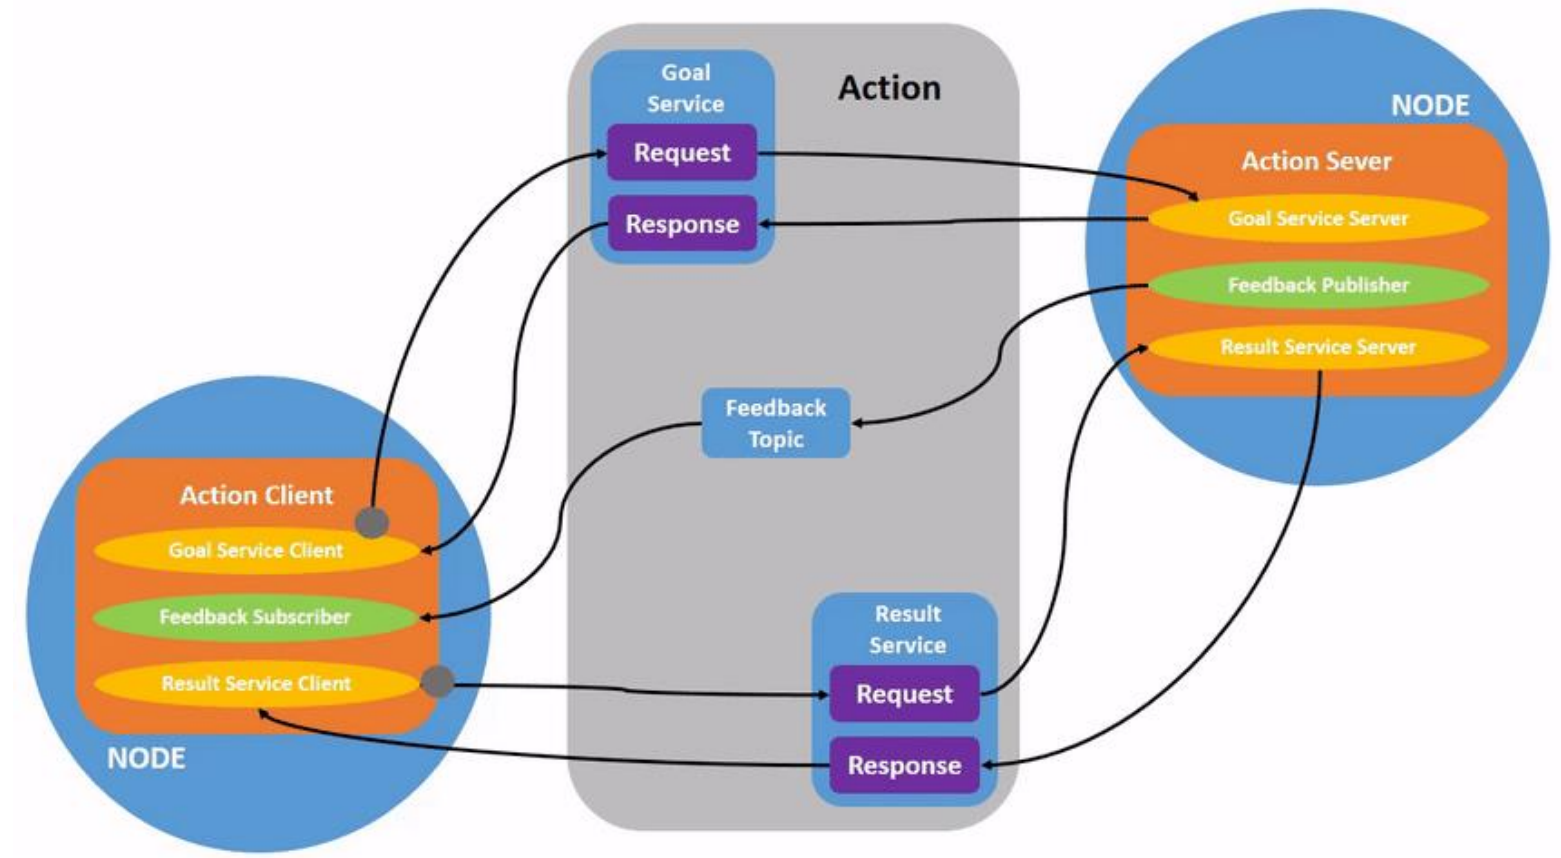 Goal
Service
Request
Response
Action
NODE
Action Sever
Goal Service Server
Feedback Publisher
Result Service Server
Feedback
Topic
Action Client
Goal Service Client
Feedback Subscriber
Result Service Client
NODE
Result
Service
Request
Response